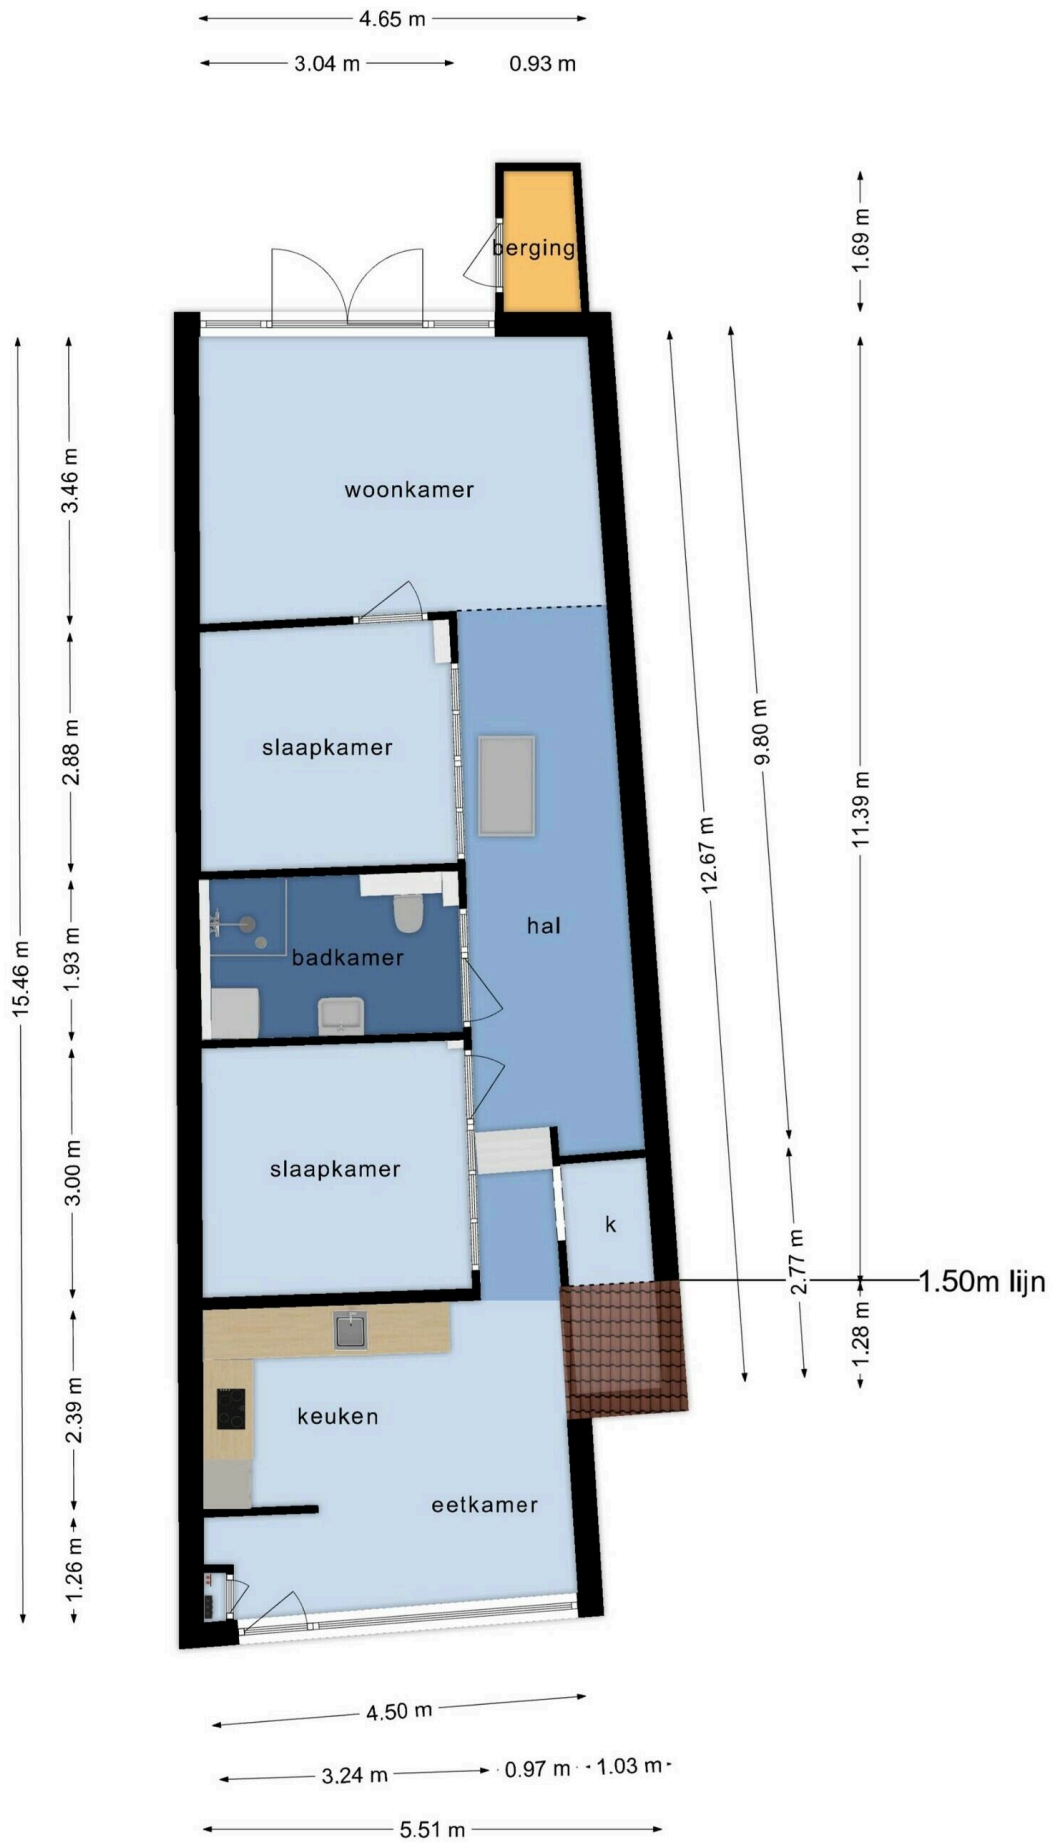 4.65 m
3.04 m
0.93 m
berging
1.69 m
3.46 m
woonkamer
2.88 m
slaapkamer
9.80 m
11.39 m
12.67 m
hal
badkamer
1.93 m
15.46 m
3.00 m
slaapkamer
k
2.77 m
1.50m lijn
1.28 m
2.39 m
keuken
eetkamer
1.26 m
4.50 m
3.24 m
0.97 m
1.03 m
5.51 m